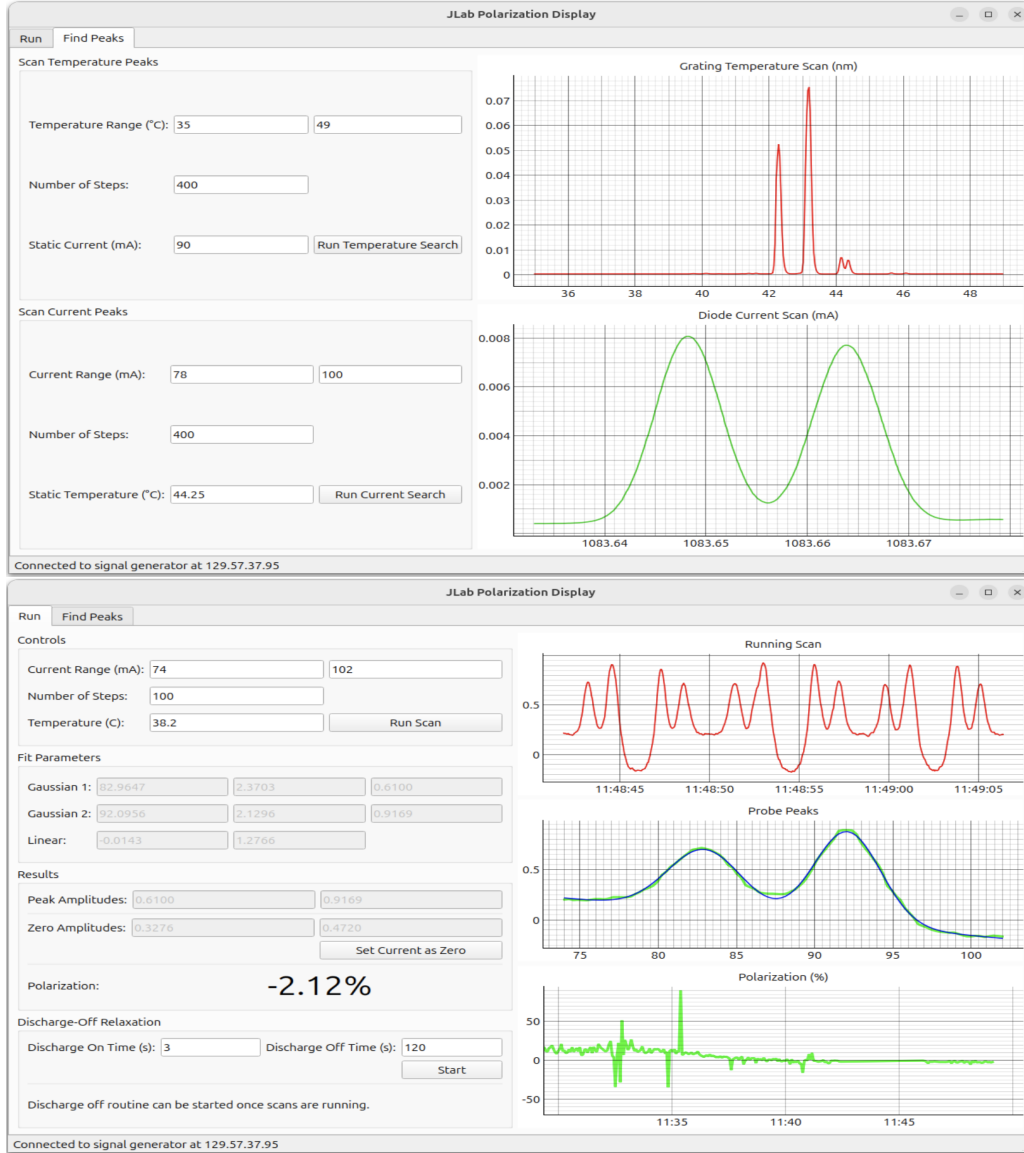 JLab Polarization Display
Run Find Peaks
Scan Temperature Peaks
Temperature Range (°C): 35 49
Number of Steps: 400
Static Current (mA): 90 Run Temperature Search
Grating Temperature Scan (nm)
0.07
0.06
0.05
0.04
0.03
0.02
0.01
0
36 38 40 42 44 46 48
Scan Current Peaks
Current Range (mA): 78 100
Number of Steps: 400
Static Temperature (°C): 44.25 Run Current Search
Diode Current Scan (mA)
0.008
0.006
0.004
0.002
1083.64 1083.65 1083.66 1083.67
Connected to signal generator at 129.57.37.95
JLab Polarization Display
Run Find Peaks
Controls
Current Range (mA): 74 102
Number of Steps: 100
Temperature (C): 38.2 Run Scan
Fit Parameters
Gaussian 1: 82.9647 2.3703 0.6100
Gaussian 2: 92.0956 2.1296 0.9169
Linear: -0.0143 1.2766
Results
Peak Amplitudes: 0.6100 0.9169
Zero Amplitudes: 0.3276 0.4720
Set Current as Zero
Polarization: -2.12%
Discharge-Off Relaxation
Discharge On Time (s): 3 Discharge Off Time (s): 120
Start
Discharge off routine can be started once scans are running.
Running Scan
0.5
0
11:48:45 11:48:50 11:48:55 11:49:00 11:49:05
Probe Peaks
0.5
0
75 80 85 90 95 100
Polarization (%)
50
0
-50
11:35 11:40 11:45
Connected to signal generator at 129.57.37.95